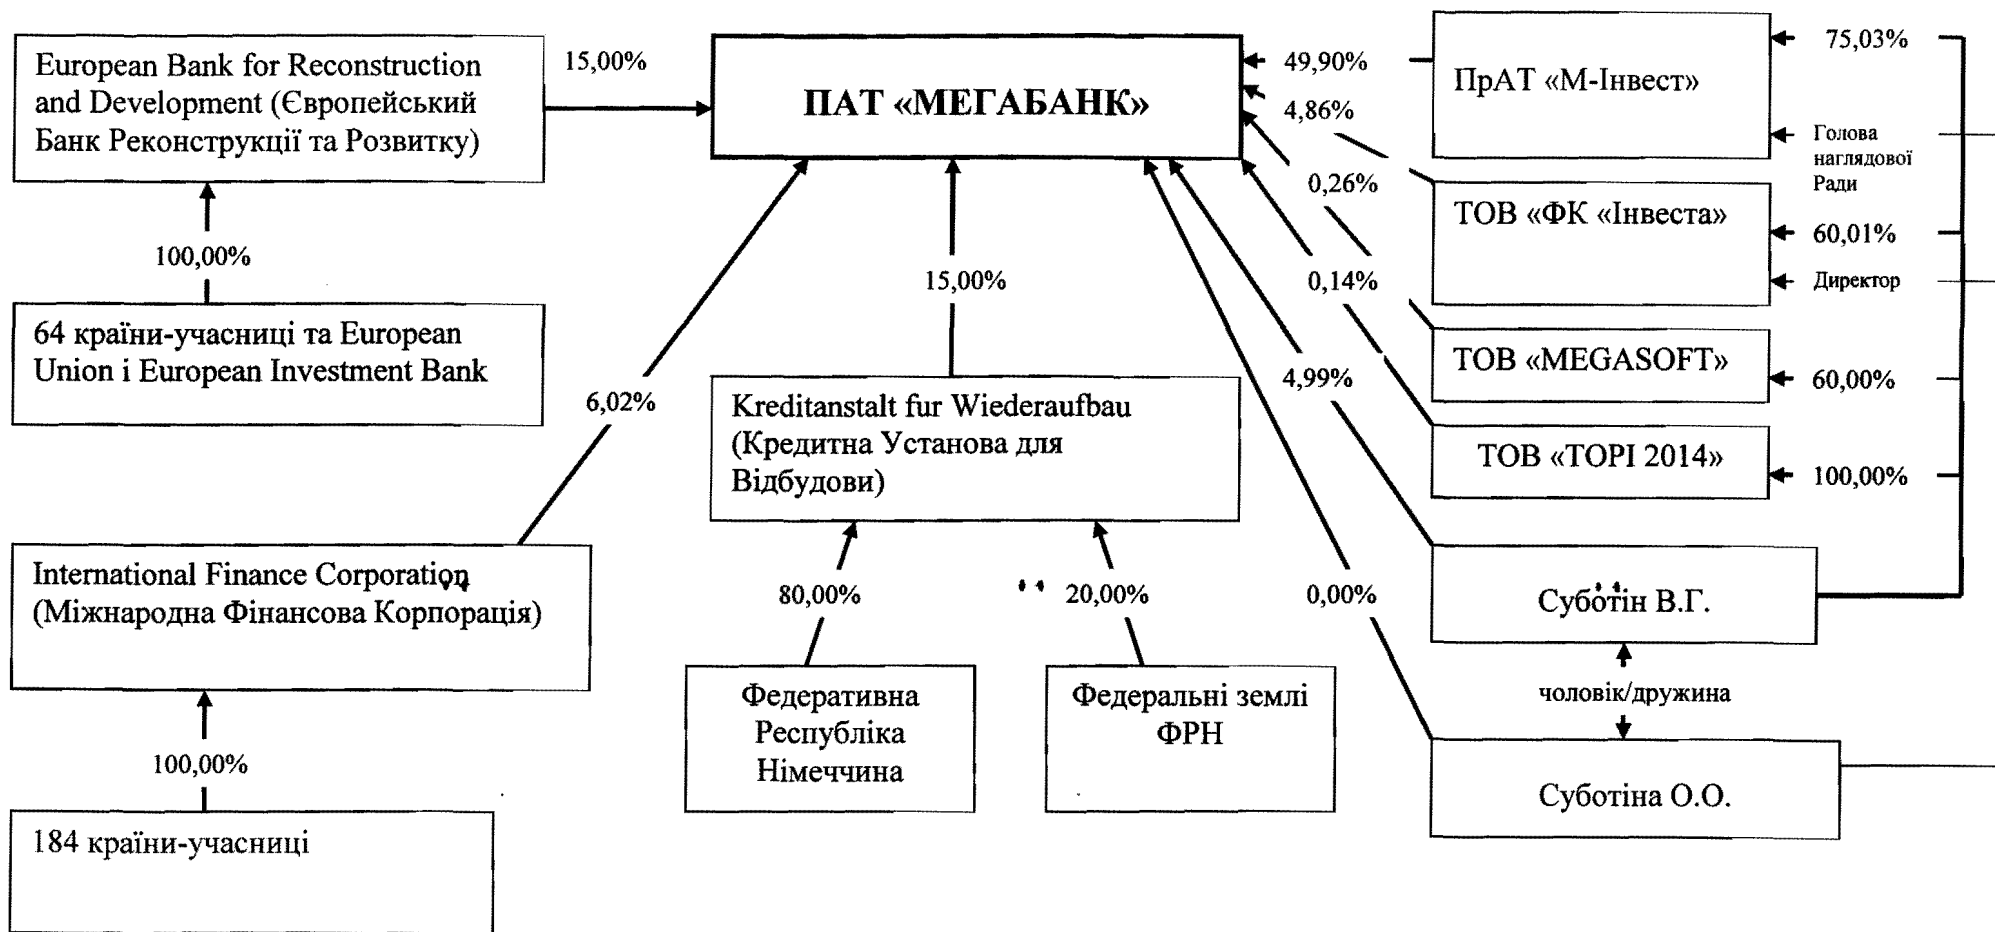 European Bank for Reconstruction
and Development (Європейський
Банк Реконструкції та Розвитку)
15,00%
ПАТ «МЕГАБАНК»
49,90%
4,86%
0,26%
0,14%
4,99%
0,00%
ПрАТ «М-Інвест»
75,03%
Голова
наглядової
Ради
ТОВ «ФК «Інвеста»
60,01%
Директор
ТОВ «MEGASOFT»
60,00%
ТОВ «ТОРІ 2014»
100,00%
100,00%
64 країни-учасниці та European
Union і European Investment Bank
6,02%
15,00%
Kreditanstalt fur Wiederaufbau
(Кредитна Установа для
Відбудови)
International Finance Corporation
(Міжнародна Фінансова Корпорація)
80,00%
20,00%
Суботін В.Г.
чоловік/дружина
Суботіна О.О.
Федеративна
Республіка
Німеччина
Федеральні землі
ФРН
100,00%
184 країни-учасниці